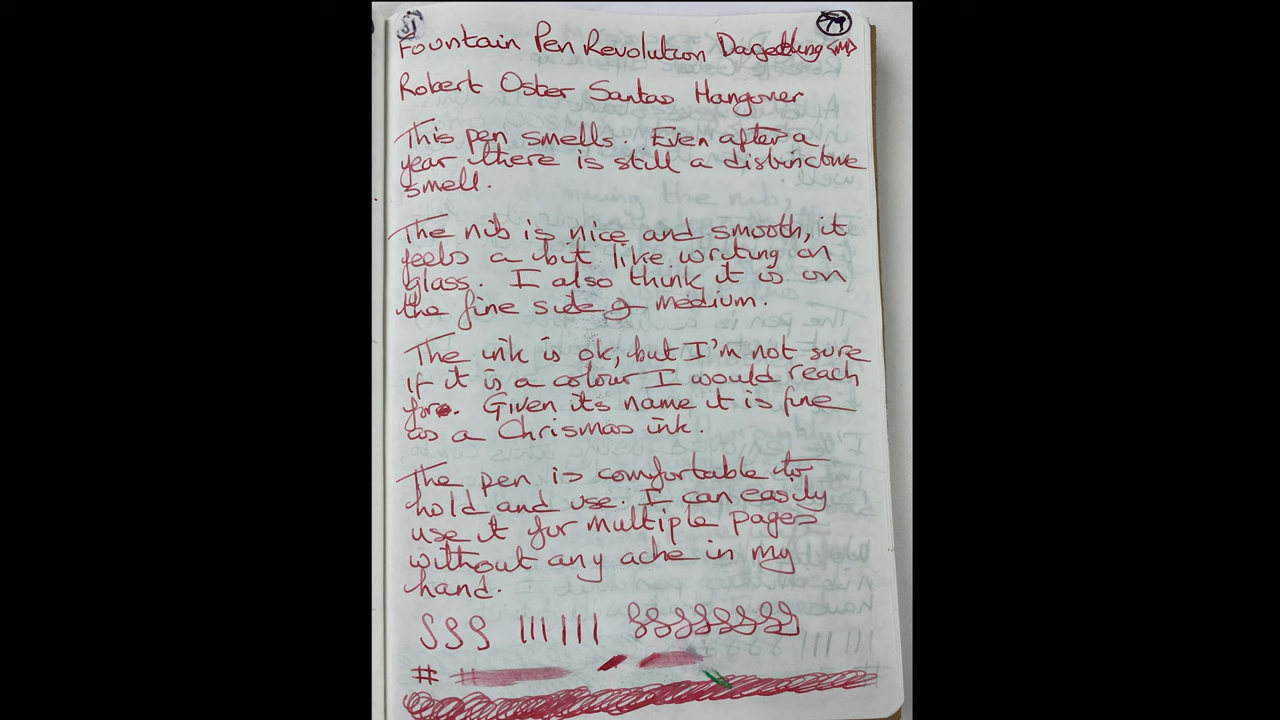 Fountain Pen Revolution Darjeeling <M>
Robert Oster Santas Hangover
This pen smells. Even after a
year there is still a distinctive
smell.
The nib is nice and smooth, it
feels a bit like writing on
glass. I also think it is on
the fine side of medium.
The ink is ok, but I'm not sure
if it is a colour I would reach
for. Given its name it is fine
as a Chrismas ink.
The pen is comfortable to
hold and use. I can easily
use it for multiple pages
without any ache in my
hand.